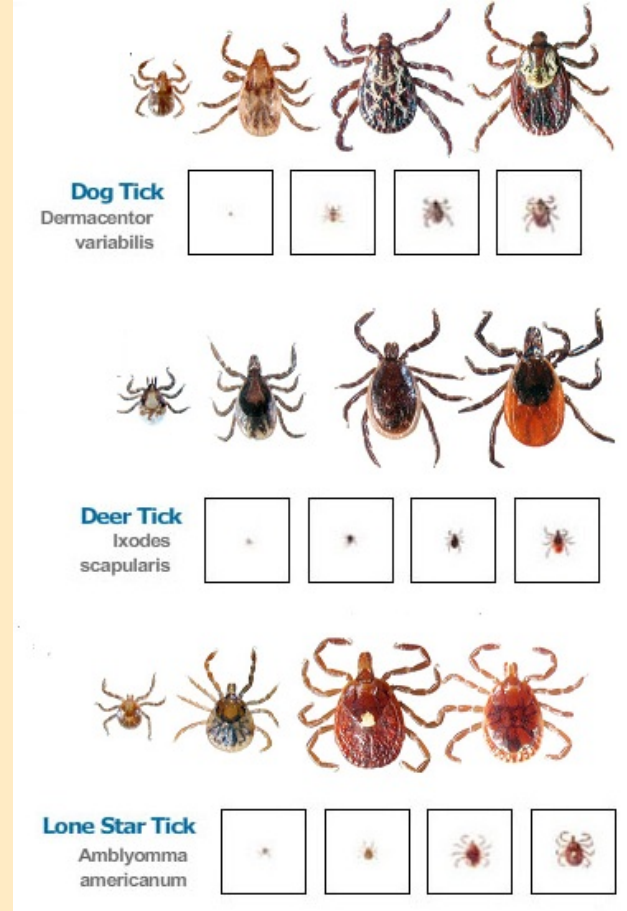 Dog Tick
Dermacentor
variabilis
Deer Tick
Ixodes
scapularis
Lone Star Tick
Amblyomma
americanum